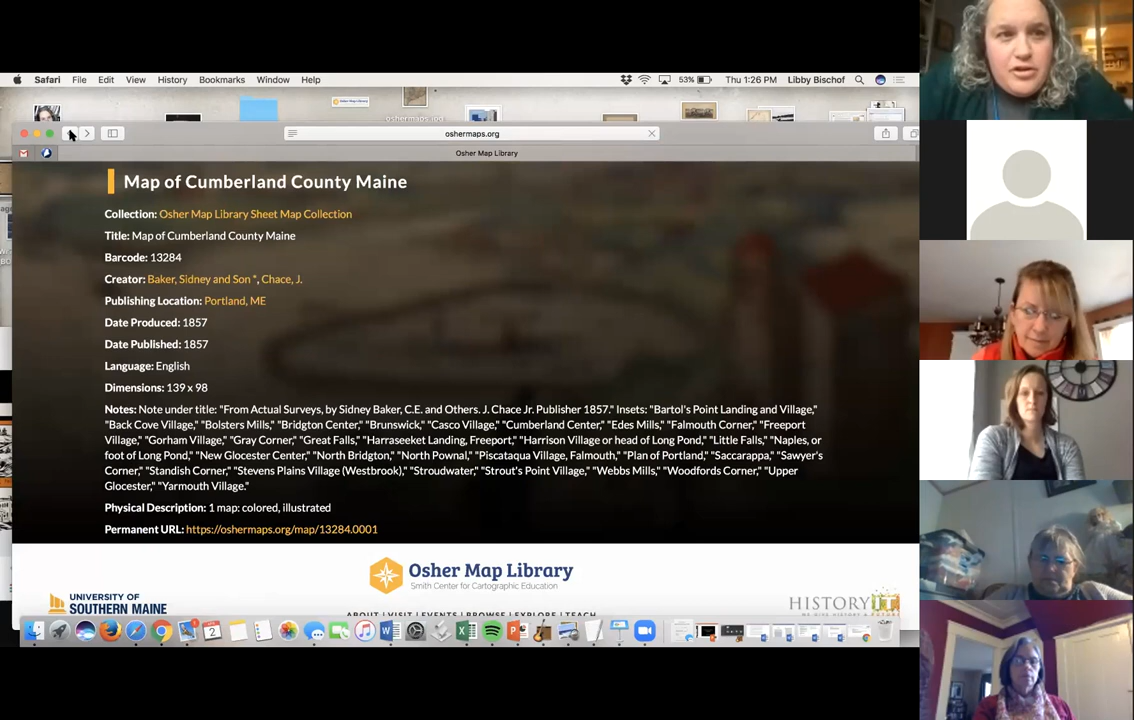 Safari File Edit View History Bookmarks Window Help 53% Thu 1:26 PM Libby Bischof
oshermaps.org
Osher Map Library
Map of Cumberland County Maine
Collection: Osher Map Library Sheet Map Collection
Title: Map of Cumberland County Maine
Barcode: 13284
Creator: Baker, Sidney and Son *, Chace, J.
Publishing Location: Portland, ME
Date Produced: 1857
Date Published: 1857
Language: English
Dimensions: 139 x 98
Notes: Note under title: "From Actual Surveys, by Sidney Baker, C.E. and Others. J. Chace Jr. Publisher 1857." Insets: "Bartol's Point Landing and Village,"
"Back Cove Village," "Bolsters Mills," "Bridgton Center," "Brunswick," "Casco Village," "Cumberland Center," "Edes Mills," "Falmouth Corner," "Freeport
Village," "Gorham Village," "Gray Corner," "Great Falls," "Harraseeket Landing, Freeport," "Harrison Village or head of Long Pond," "Little Falls," "Naples, or
foot of Long Pond," "New Glocester Center," "North Bridgton," "North Pownal," "Piscataqua Village, Falmouth," "Plan of Portland," "Saccarappa," "Sawyer's
Corner," "Standish Corner," "Stevens Plains Village (Westbrook)," "Stroudwater," "Strout's Point Village," "Webbs Mills," "Woodfords Corner," "Upper
Glocester," "Yarmouth Village."
Physical Description: 1 map: colored, illustrated
Permanent URL: https://oshermaps.org/map/13284.0001
Osher Map Library
Smith Center for Cartographic Education
UNIVERSITY OF
SOUTHERN MAINE
ABOUT | VISIT | EVENTS | BROWSE | EXPLORE | TEACH
HISTORYIT